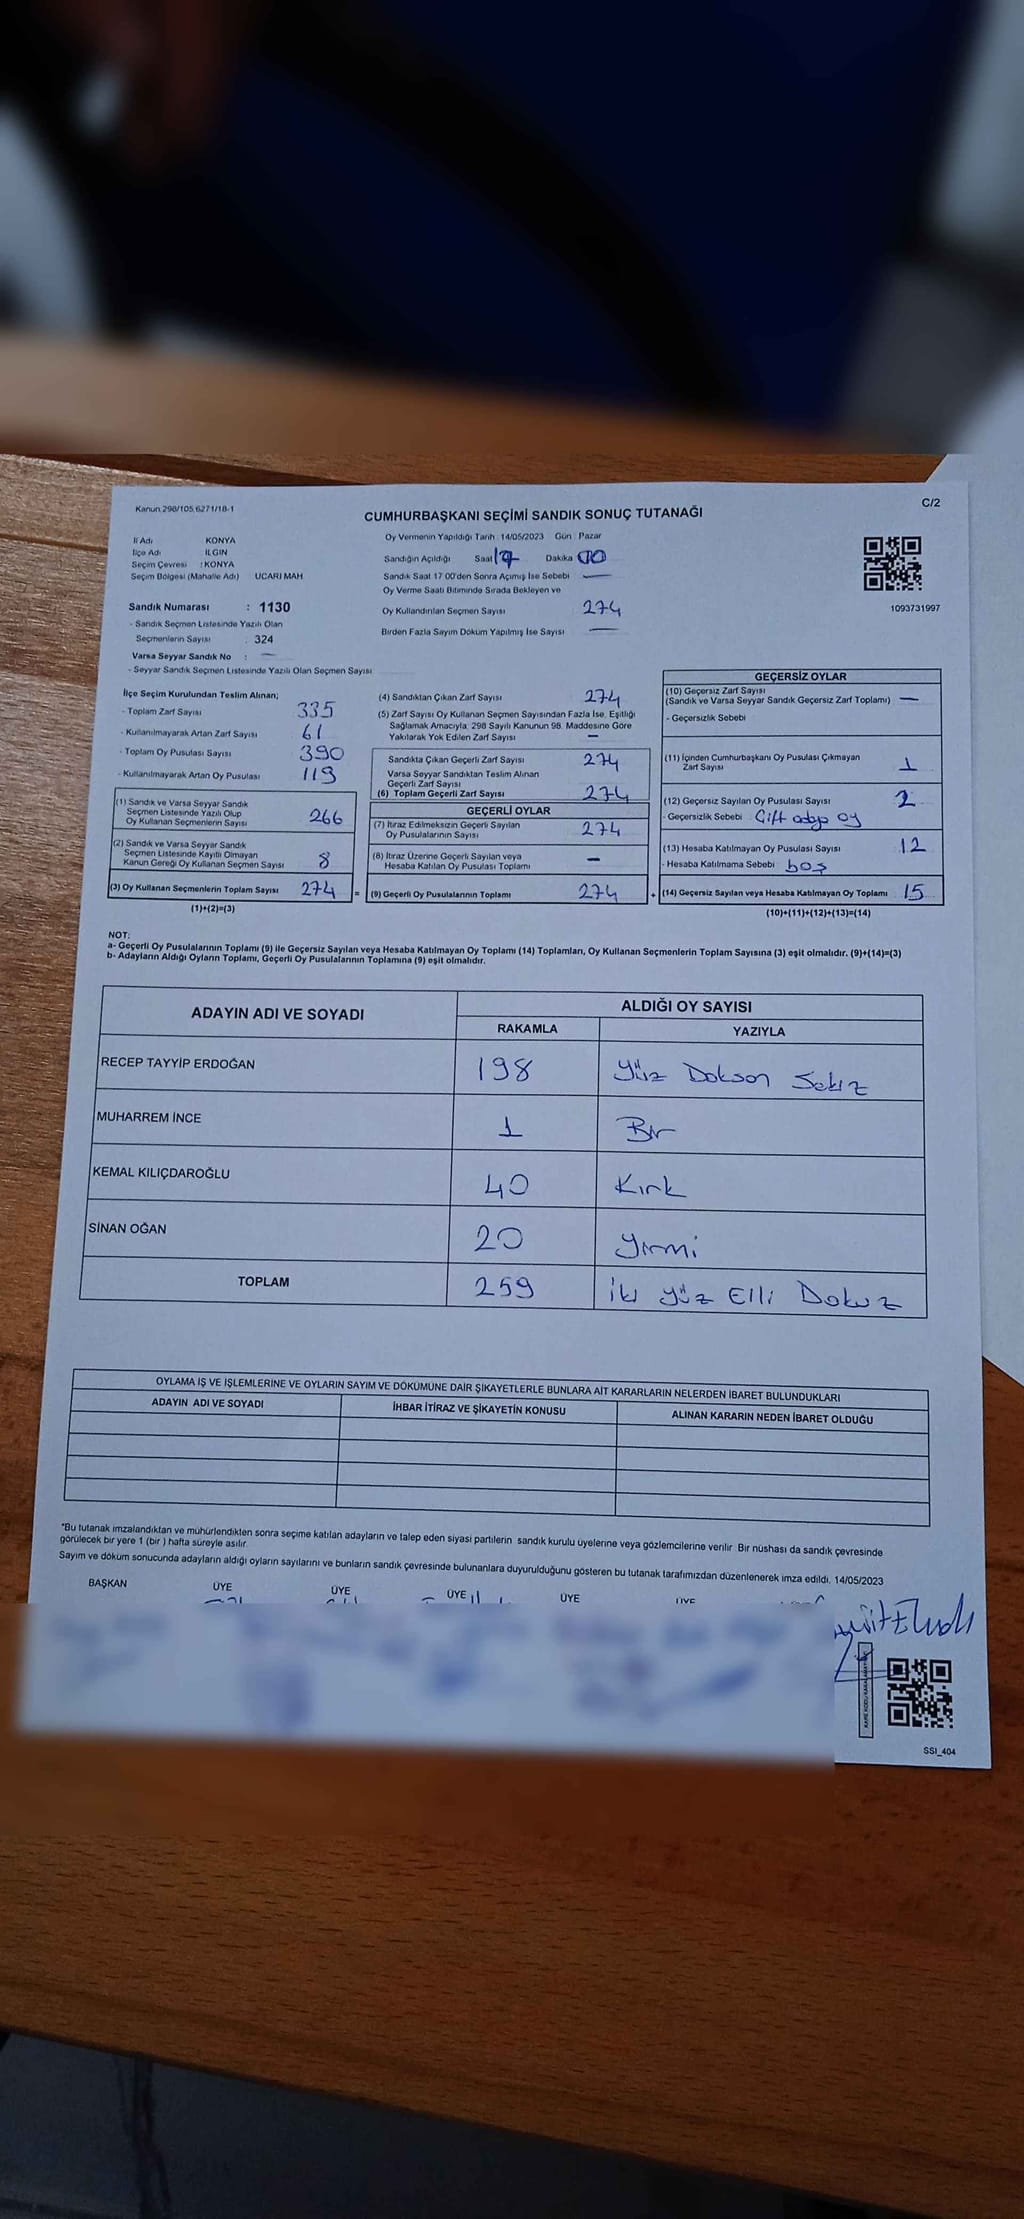 Kanun 298/105,6271/18-1
C/2
CUMHURBAŞKANI SEÇİMİ SANDIK SONUÇ TUTANAĞI
İl Adı KONYA
İlçe Adı ILGIN
Seçim Çevresi : KONYA
Seçim Bölgesi (Mahalle Adı) UCARI MAH
Sandık Numarası : 1130
- Sandık Seçmen Listesinde Yazılı Olan
Seçmenlerin Sayısı : 324
Varsa Seyyar Sandık No : —
- Seyyar Sandık Seçmen Listesinde Yazılı Olan Seçmen Sayısı
Oy Vermenin Yapıldığı Tarih 14/05/2023 Gün Pazar
Sandığın Açıldığı Saat 17 Dakika 00
Sandık Saat 17 00'den Sonra Açımış İse Sebebi —
Oy Verme Saati Bitiminde Sırada Bekleyen ve
Oy Kullandırılan Seçmen Sayısı 274
Birden Fazla Sayım Döküm Yapılmış İse Sayısı —
1093731997
İlçe Seçim Kurulundan Teslim Alınan;
- Toplam Zarf Sayısı 335
- Kullanılmayarak Artan Zarf Sayısı 61
- Toplam Oy Pusulası Sayısı 390
- Kullanılmayarak Artan Oy Pusulası 119
(1) Sandık ve Varsa Seyyar Sandık
Seçmen Listesinde Yazılı Olup
Oy Kullanan Seçmenlerin Sayısı 266
(2) Sandık ve Varsa Seyyar Sandık
Seçmen Listesinde Kayıtlı Olmayan
Kanun Gereği Oy Kullanan Seçmen Sayısı 8
(3) Oy Kullanan Seçmenlerin Toplam Sayısı 274 =
(1)+(2)=(3)
(4) Sandıktan Çıkan Zarf Sayısı 274
(5) Zarf Sayısı Oy Kullanan Seçmen Sayısından Fazla İse, Eşitliği
Sağlamak Amacıyla, 298 Sayılı Kanunun 98. Maddesine Göre
Yakılarak Yok Edilen Zarf Sayısı —
Sandıkta Çıkan Geçerli Zarf Sayısı 274
Varsa Seyyar Sandıktan Teslim Alınan
Geçerli Zarf Sayısı
(6) Toplam Geçerli Zarf Sayısı 274
GEÇERLİ OYLAR
(7) İtiraz Edilmeksizin Geçerli Sayılan
Oy Pusulalarının Sayısı 274
(8) İtiraz Üzerine Geçerli Sayılan veya
Hesaba Katılan Oy Pusulası Toplamı —
(9) Geçerli Oy Pusulalarının Toplamı 274 +
GEÇERSİZ OYLAR
(10) Geçersiz Zarf Sayısı
(Sandık ve Varsa Seyyar Sandık Geçersiz Zarf Toplamı) —
- Geçersizlik Sebebi
(11) İçinden Cumhurbaşkanı Oy Pusulası Çıkmayan
Zarf Sayısı 1
(12) Geçersiz Sayılan Oy Pusulası Sayısı 2
- Geçersizlik Sebebi Çift oy
(13) Hesaba Katılmayan Oy Pusulası Sayısı 12
- Hesaba Katılmama Sebebi boş
(14) Geçersiz Sayılan veya Hesaba Katılmayan Oy Toplamı 15
(10)+(11)+(12)+(13)=(14)
NOT:
a- Geçerli Oy Pusulalarının Toplamı (9) ile Geçersiz Sayılan veya Hesaba Katılmayan Oy Toplamı (14) Toplamları, Oy Kullanan Seçmenlerin Toplam Sayısına (3) eşit olmalıdır. (9)+(14)=(3)
b- Adayların Aldığı Oyların Toplamı, Geçerli Oy Pusulalarının Toplamına (9) eşit olmalıdır.
ADAYIN ADI VE SOYADI ALDIĞI OY SAYISI
RAKAMLA YAZIYLA
RECEP TAYYİP ERDOĞAN 198 Yüz Dokson Sekiz
MUHARREM İNCE 1 Bir
KEMAL KILIÇDAROĞLU 40 Kırk
SİNAN OĞAN 20 Yirmi
TOPLAM 259 İki Yüz Elli Dokuz
OYLAMA İŞ VE İŞLEMLERİNE VE OYLARIN SAYIM VE DÖKÜMÜNE DAİR ŞİKAYETLERLE BUNLARA AİT KARARLARIN NELERDEN İBARET BULUNDUKLARI
ADAYIN ADI VE SOYADI İHBAR İTİRAZ VE ŞİKAYETİN KONUSU ALINAN KARARIN NEDEN İBARET OLDUĞU
*Bu tutanak imzalandıktan ve mühürlendikten sonra seçime katılan adayların ve talep eden siyasi partilerin sandık kurulu üyelerine veya gözlemcilerine verilir Bir nüshası da sandık çevresinde
görülecek bir yere 1 (bir ) hafta süreyle asılır.
Sayım ve döküm sonucunda adayların aldığı oyların sayılarını ve bunların sandık çevresinde bulunanlara duyurulduğunu gösteren bu tutanak tarafımızdan düzenlenerek imza edildi. 14/05/2023
BAŞKAN ÜYE ÜYE ÜYE ÜYE ÜYE
SSI_404